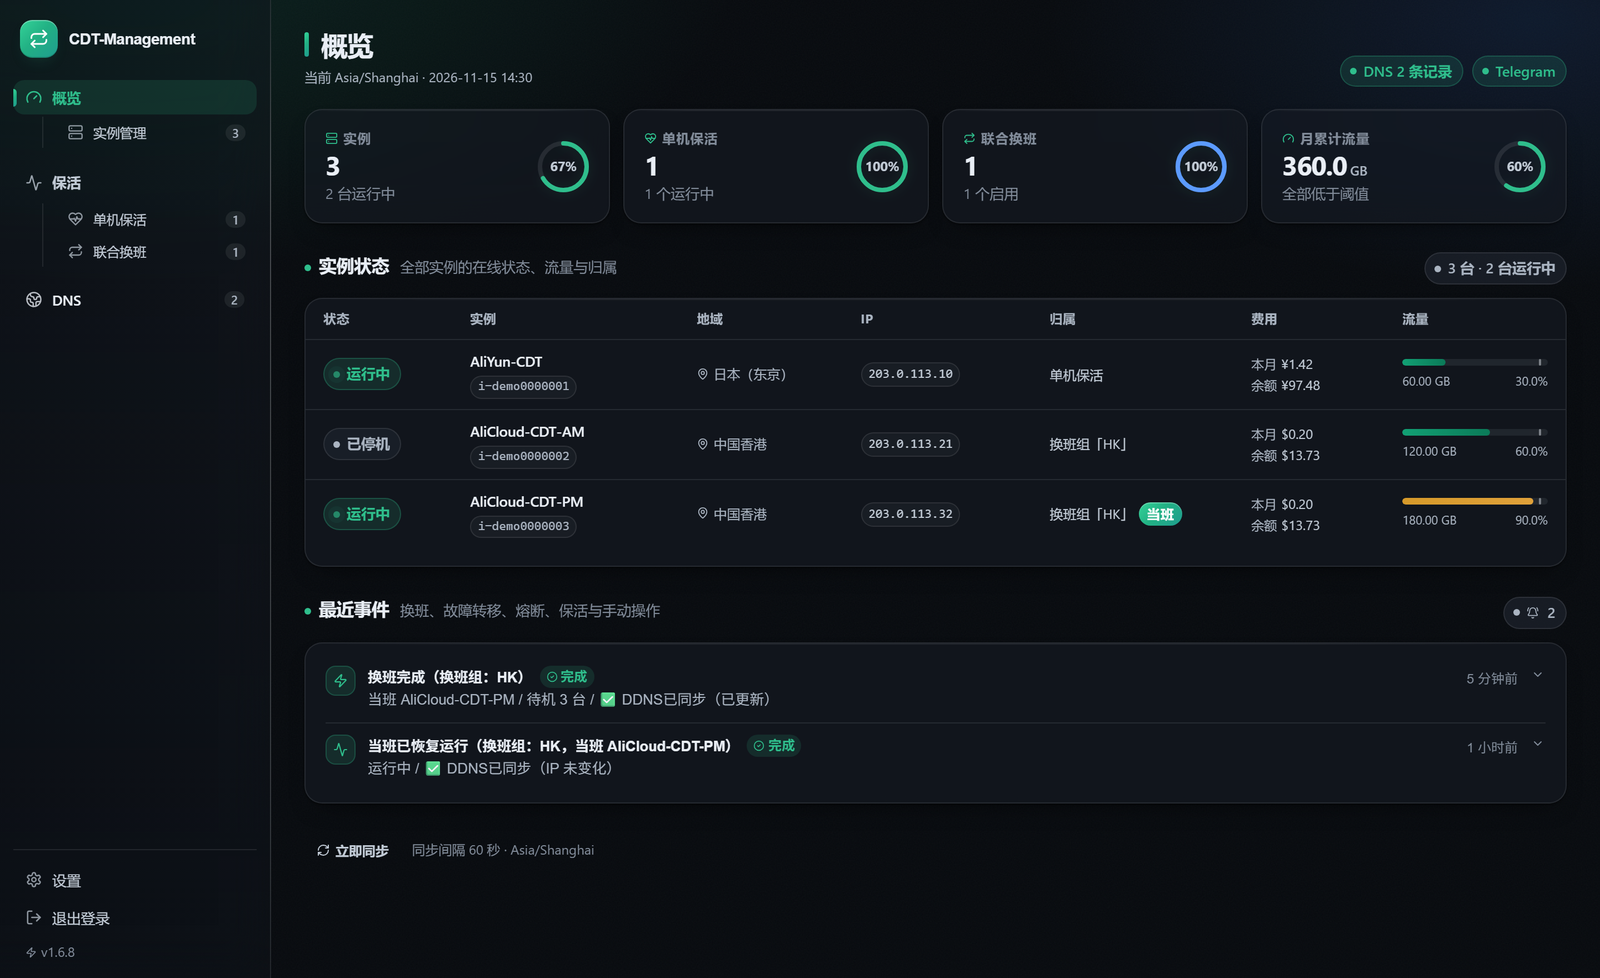 CDT-Management
概览
实例管理 3
保活
单机保活 1
联合换班 1
DNS 2
设置
退出登录
v1.6.8
概览
当前 Asia/Shanghai · 2026-11-15 14:30
DNS 2 条记录
Telegram
实例
3
2 台运行中
67%
单机保活
1
1 个运行中
100%
联合换班
1
1 个启用
100%
月累计流量
360.0 GB
全部低于阈值
60%
实例状态 全部实例的在线状态、流量与归属
3 台 · 2 台运行中
状态 实例 地域 IP 归属 费用 流量
运行中
AliYun-CDT
i-demo0000001
日本（东京）
203.0.113.10
单机保活
本月 ¥1.42
余额 ¥97.48
60.00 GB 30.0%
已停机
AliCloud-CDT-AM
i-demo0000002
中国香港
203.0.113.21
换班组「HK」
本月 $0.20
余额 $13.73
120.00 GB 60.0%
运行中
AliCloud-CDT-PM
i-demo0000003
中国香港
203.0.113.32
换班组「HK」 当班
本月 $0.20
余额 $13.73
180.00 GB 90.0%
最近事件 换班、故障转移、熔断、保活与手动操作
2
换班完成（换班组：HK） 完成
当班 AliCloud-CDT-PM / 待机 3 台 / ✅ DDNS已同步（已更新）
5 分钟前
当班已恢复运行（换班组：HK，当班 AliCloud-CDT-PM） 完成
运行中 / ✅ DDNS已同步（IP 未变化）
1 小时前
立即同步 同步间隔 60 秒 · Asia/Shanghai